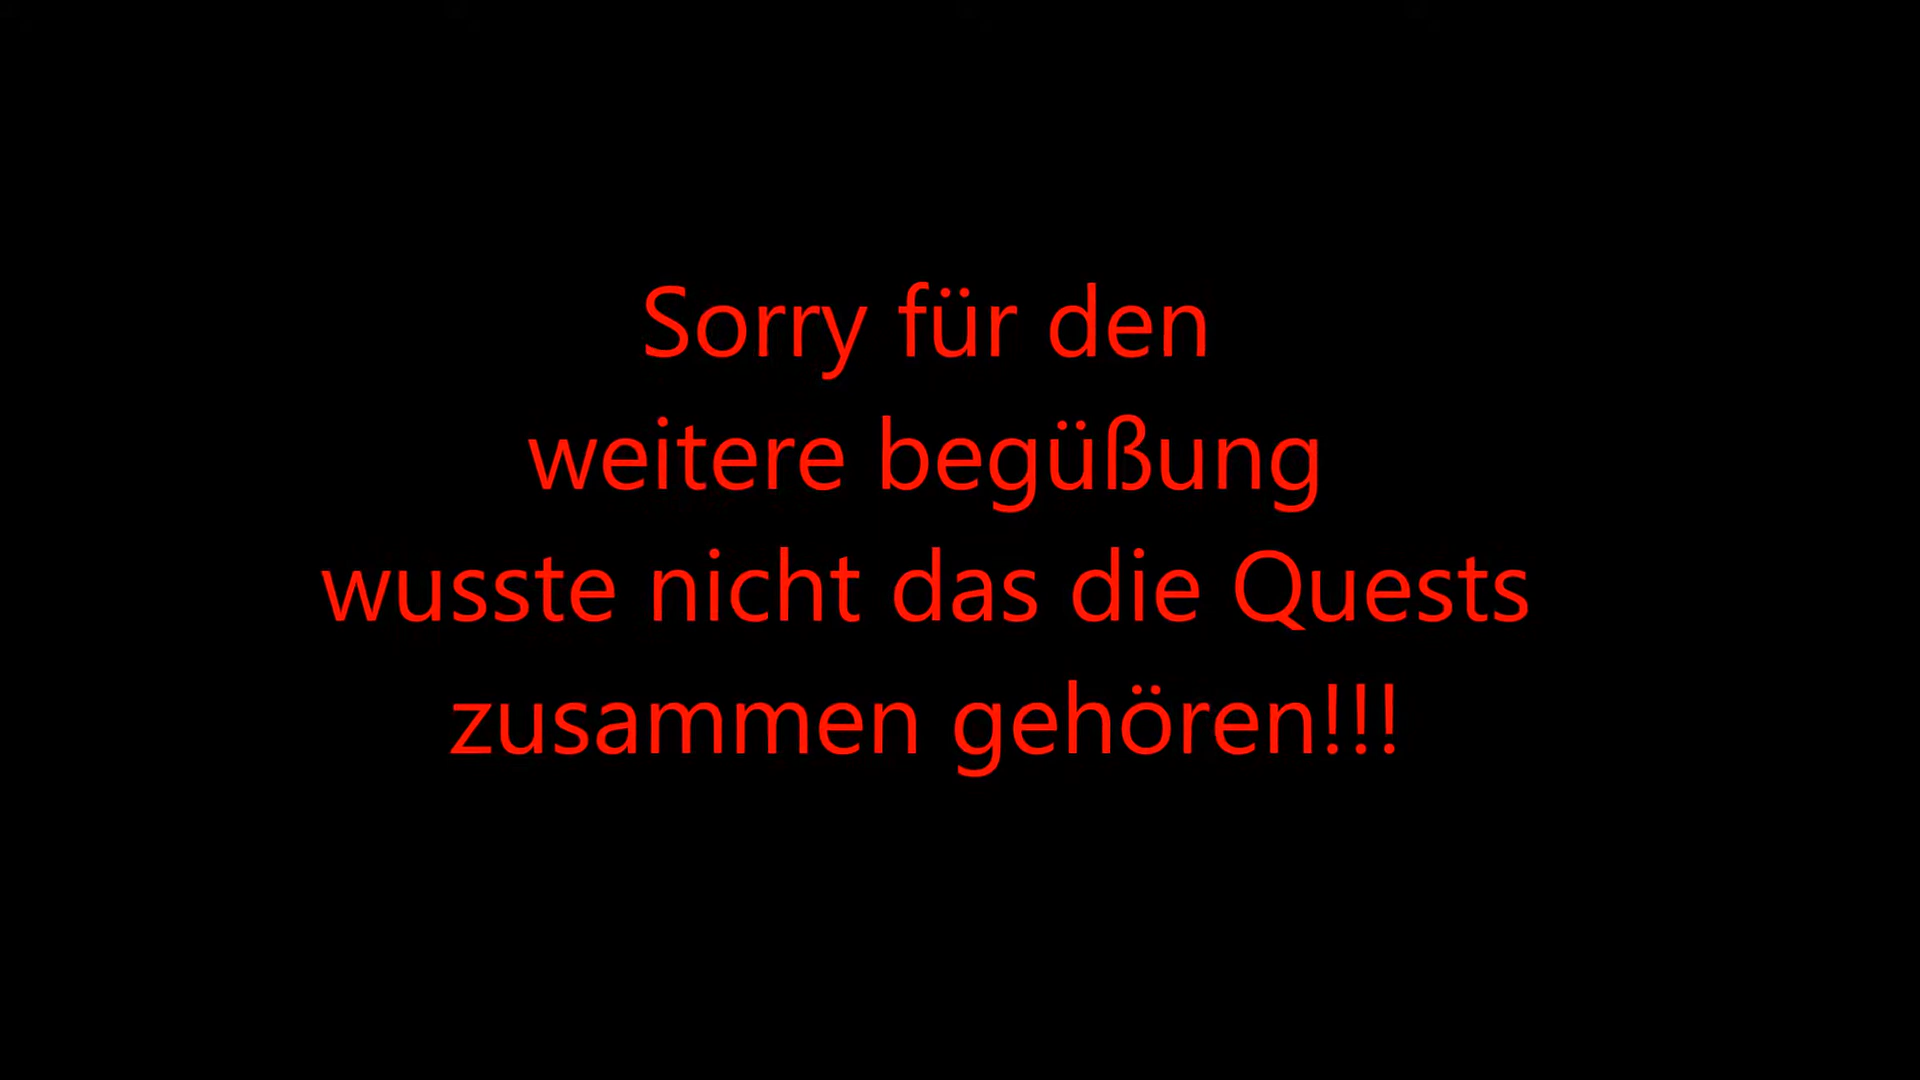 Sorry für den
weitere begüßung
wusste nicht das die Quests
zusammen gehören!!!